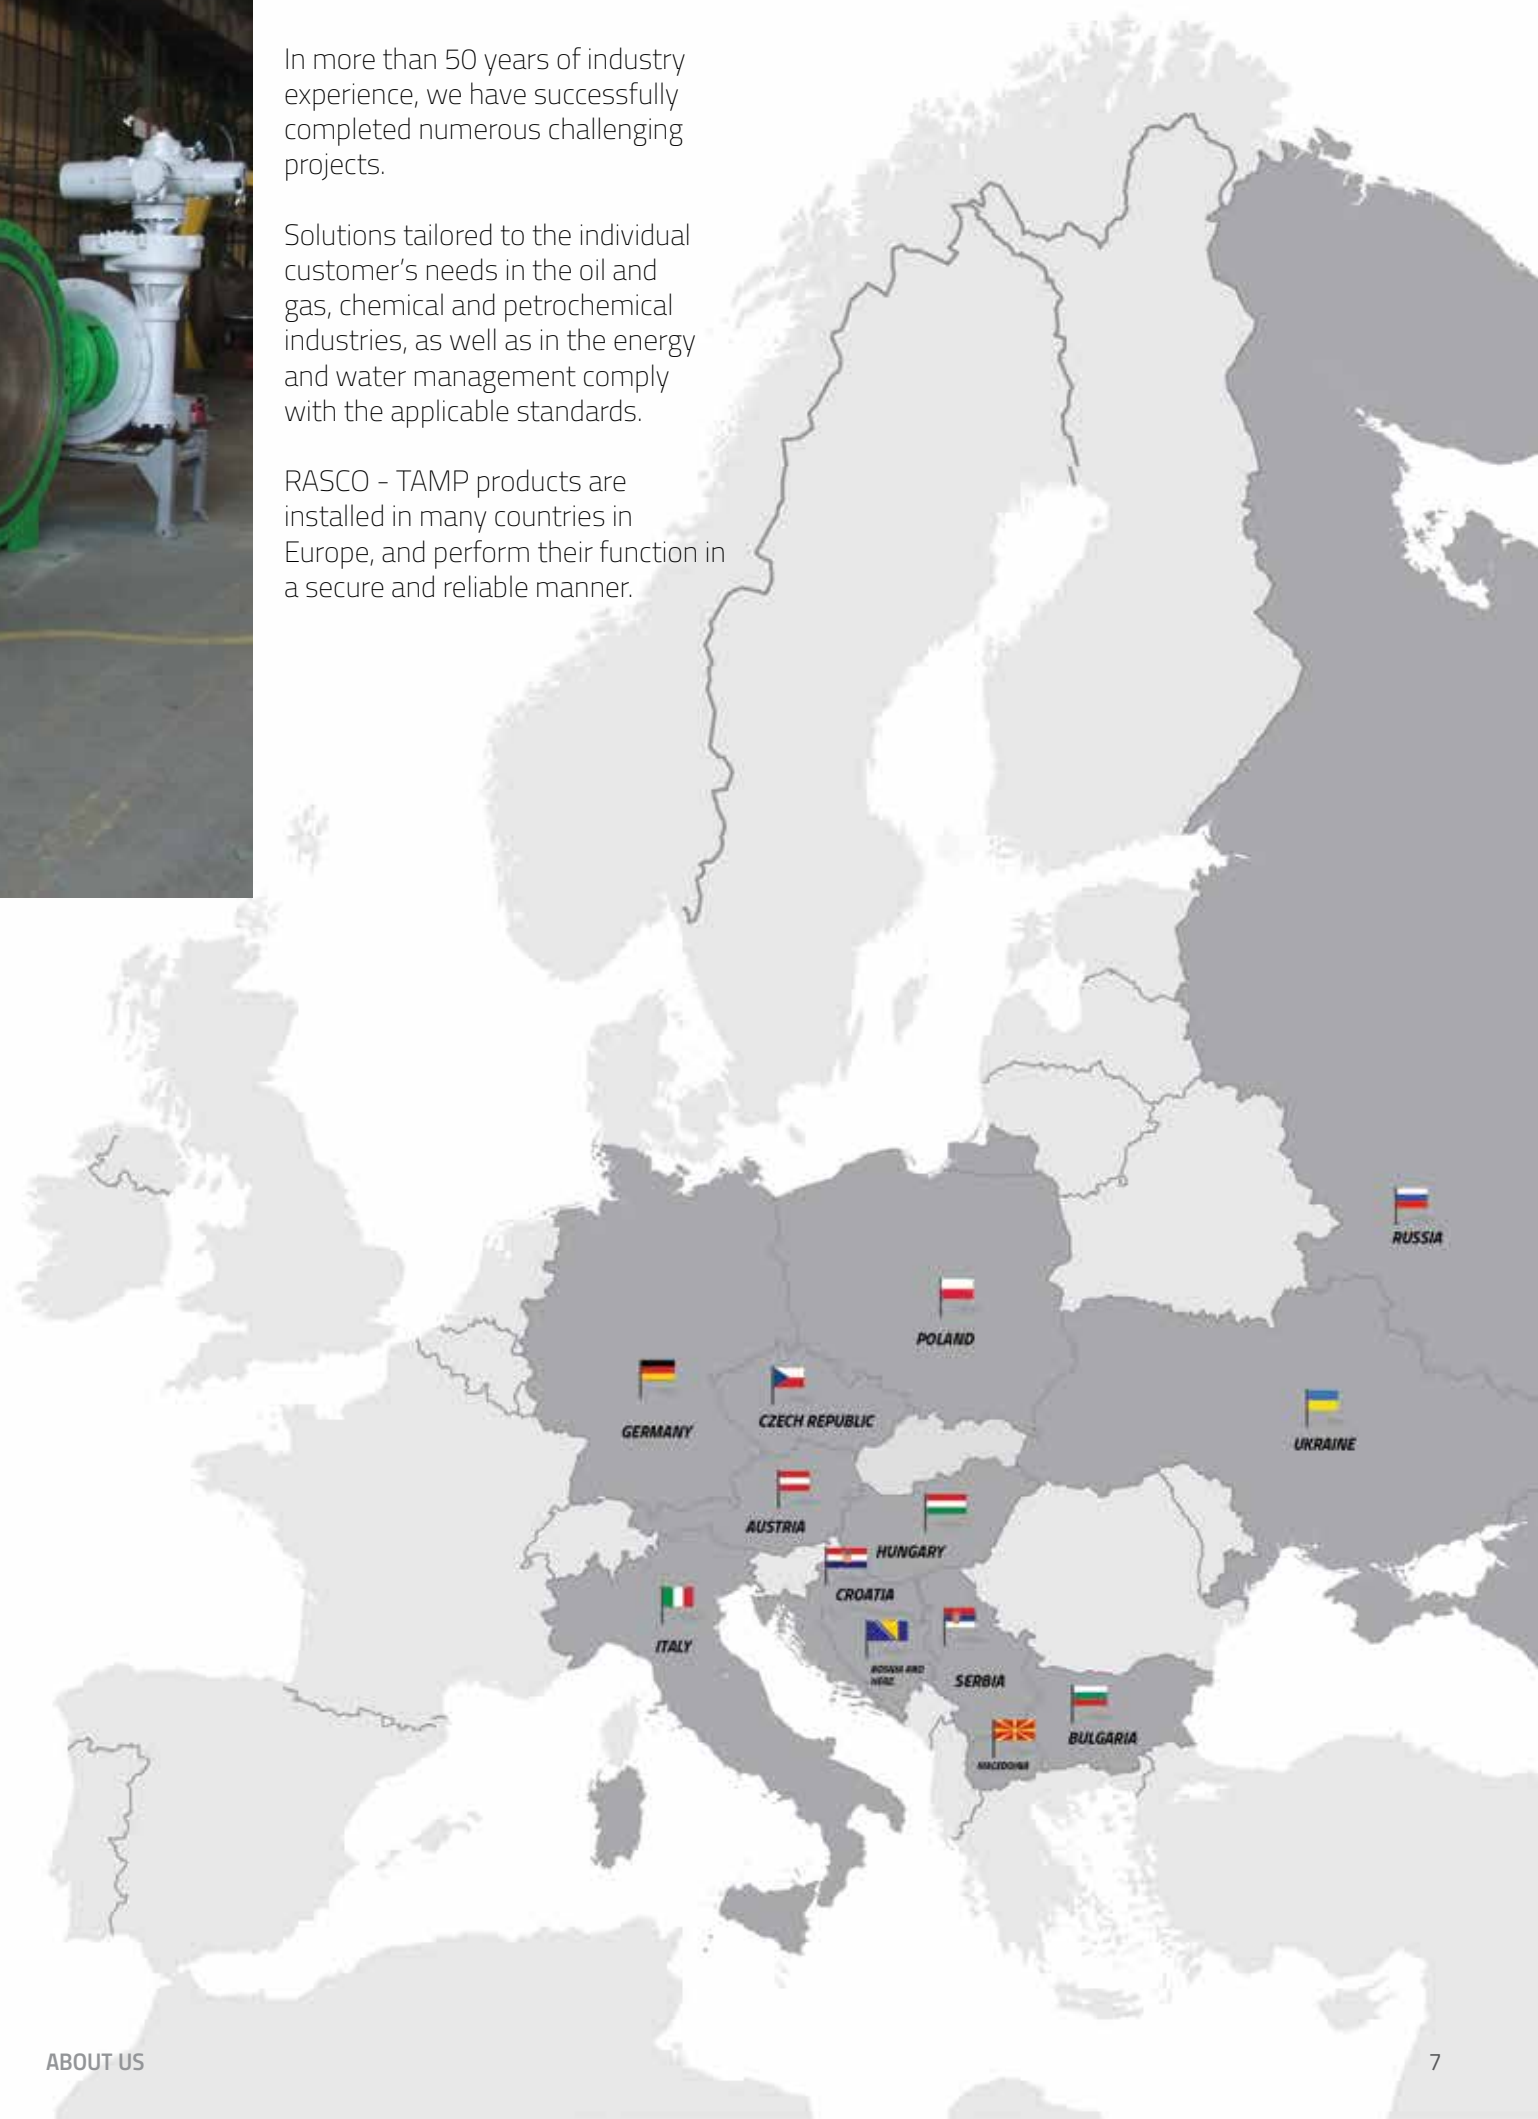 In more than 50 years of industry
experience, we have successfully
completed numerous challenging
projects.
Solutions tailored to the individual
customer’s needs in the oil and
gas, chemical and petrochemical
industries, as well as in the energy
and water management comply
with the applicable standards.
RASCO - TAMP products are
installed in many countries in
Europe, and perform their function in
a secure and reliable manner.
RUSSIA
POLAND
GERMANY
CZECH REPUBLIC
UKRAINE
AUSTRIA
HUNGARY
CROATIA
ITALY
BOSNIA AND
HERZ
SERBIA
BULGARIA
MACEDONIA
ABOUT US
7